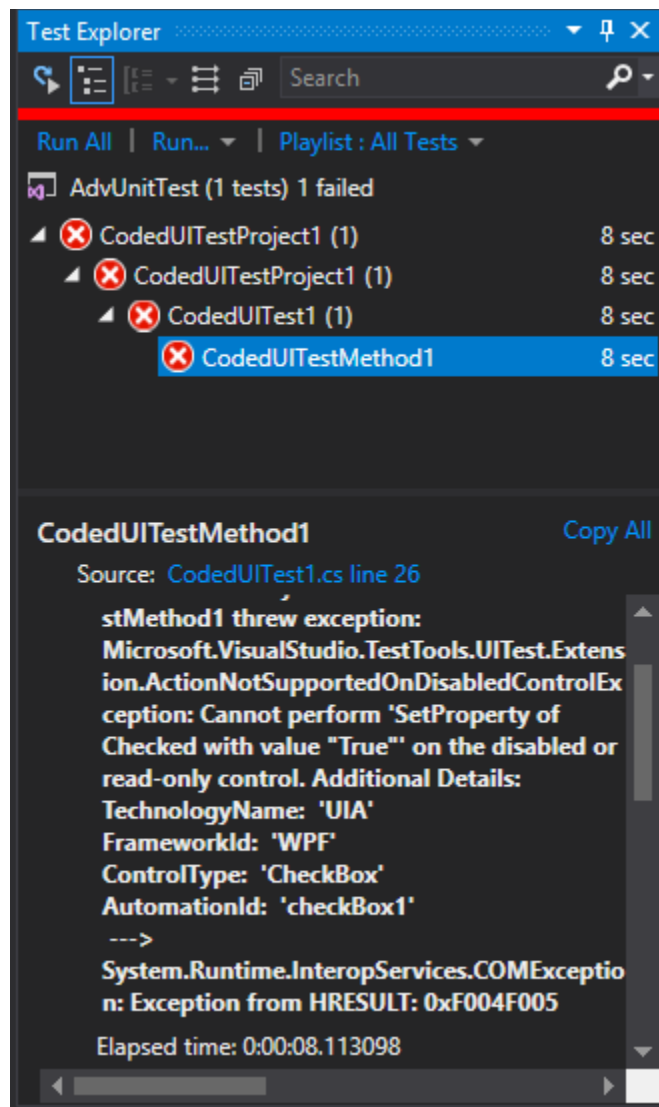 Test Explorer
Search
Run All | Run... | Playlist : All Tests
AdvUnitTest (1 tests) 1 failed
CodedUITestProject1 (1) 8 sec
CodedUITestProject1 (1) 8 sec
CodedUITest1 (1) 8 sec
CodedUITestMethod1 8 sec
CodedUITestMethod1 Copy All
Source: CodedUITest1.cs line 26
stMethod1 threw exception:
Microsoft.VisualStudio.TestTools.UITest.Extens
ion.ActionNotSupportedOnDisabledControlEx
ception: Cannot perform 'SetProperty of
Checked with value "True"' on the disabled or
read-only control. Additional Details:
TechnologyName: 'UIA'
FrameworkId: 'WPF'
ControlType: 'CheckBox'
AutomationId: 'checkBox1'
--->
System.Runtime.InteropServices.COMExceptio
n: Exception from HRESULT: 0xF004F005
Elapsed time: 0:00:08.113098